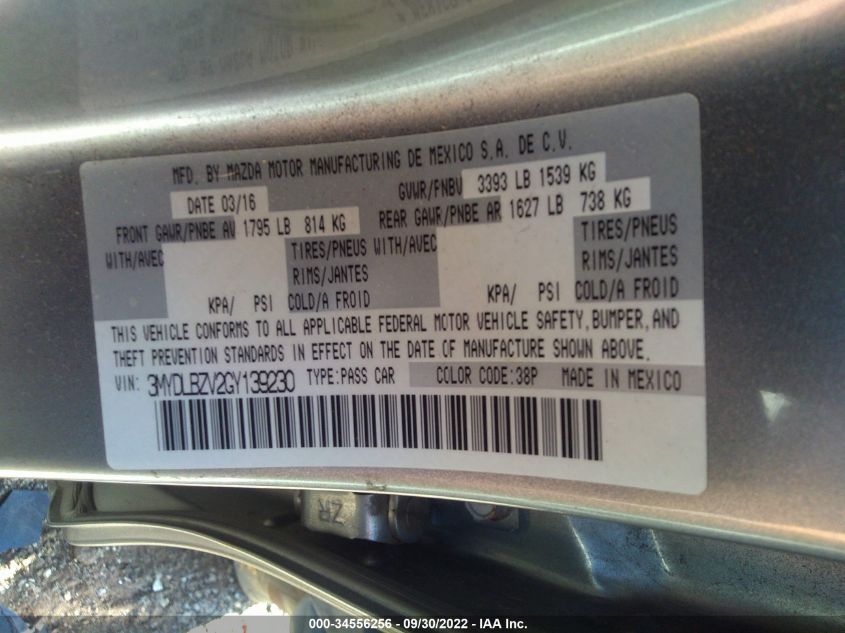 MFD. BY MAZDA MOTOR MANUFACTURING DE MEXICO S.A. DE C.V.
DATE 03/16 GVWR/PNBV 3393 LB 1539 KG
FRONT GAWR/PNBE AV 1795 LB 814 KG REAR GAWR/PNBE AR 1627 LB 738 KG
WITH/AVEC TIRES/PNEUS WITH/AVEC TIRES/PNEUS
RIMS/JANTES RIMS/JANTES
KPA/ PSI COLD/A FROID KPA/ PSI COLD/A FROID
THIS VEHICLE CONFORMS TO ALL APPLICABLE FEDERAL MOTOR VEHICLE SAFETY, BUMPER, AND
THEFT PREVENTION STANDARDS IN EFFECT ON THE DATE OF MANUFACTURE SHOWN ABOVE.
VIN: 3MYDLBZV2GY139230 TYPE:PASS CAR COLOR CODE:38P MADE IN MEXICO
ZR
000-34556256 - 09/30/2022 - IAA Inc.